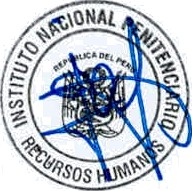 INSTITUTO NACIONAL PENITENCIARIO
REPUBLICA DEL PERU
RECURSOS HUMANOS